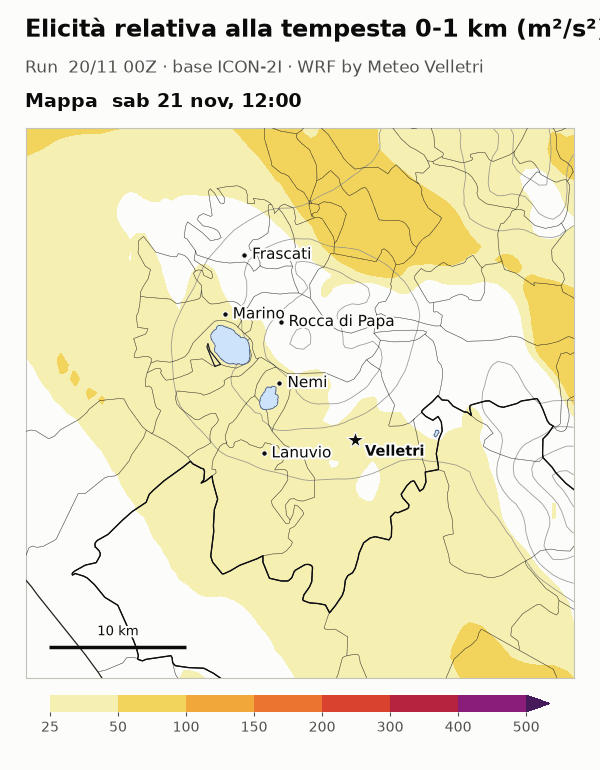 Elicità relativa alla tempesta 0-1 km (m²/s²)
Run  20/11 00Z · base ICON-2I · WRF by Meteo Velletri
Mappa  sab 21 nov, 12:00
Frascati
Marino
Rocca di Papa
Nemi
Velletri
Lanuvio
10 km
25 50 100 150 200 300 400 500